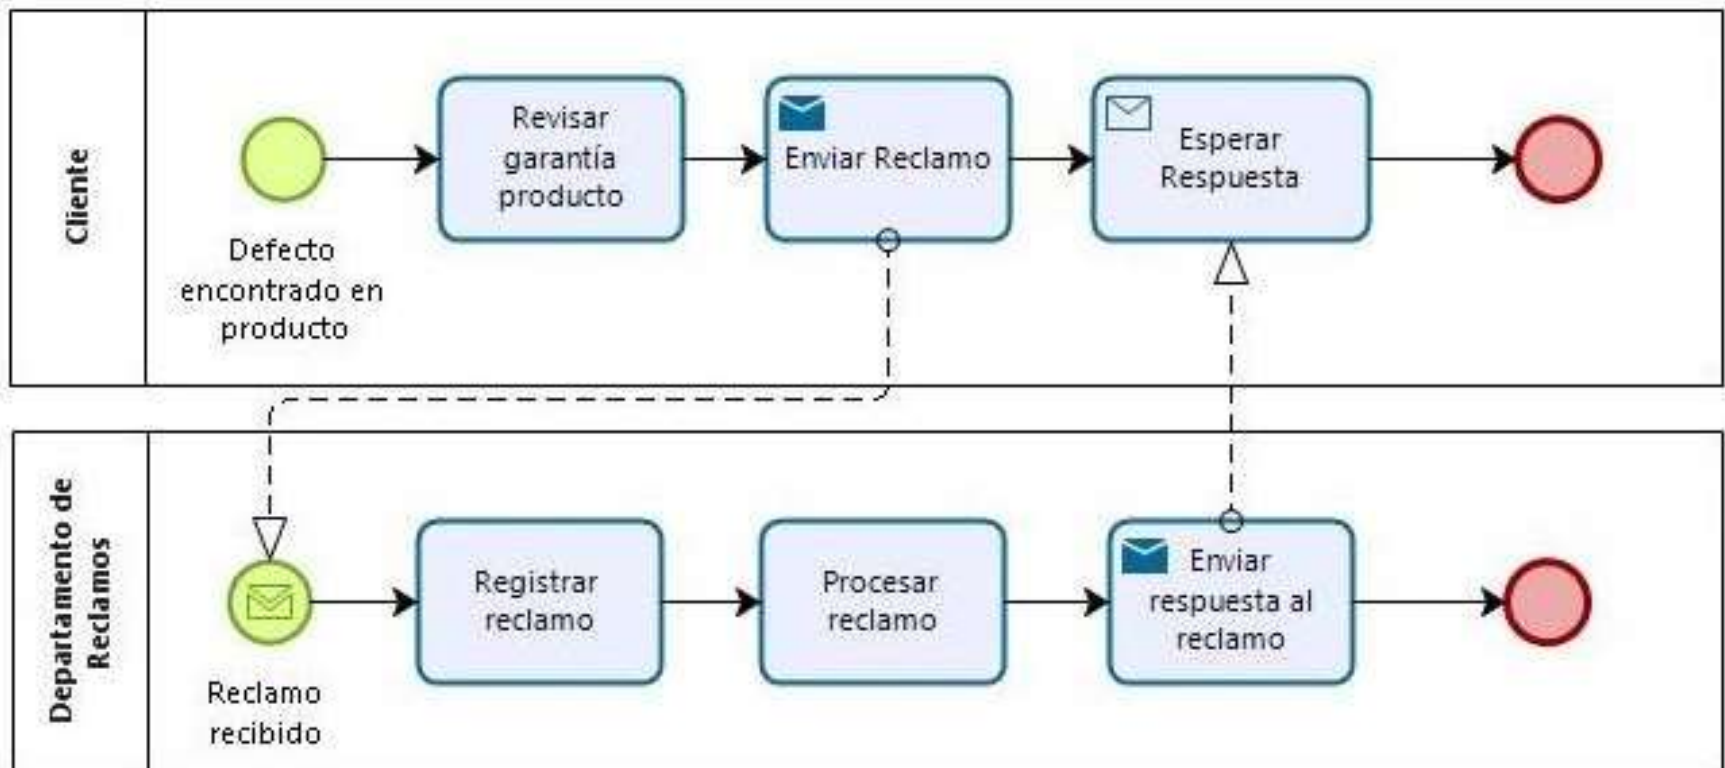 Cliente
Defecto
encontrado en
producto
Revisar
garantía
producto
Enviar Reclamo
Esperar
Respuesta
Departamento de
Reclamos
Reclamo
recibido
Registrar
reclamo
Procesar
reclamo
Enviar
respuesta al
reclamo